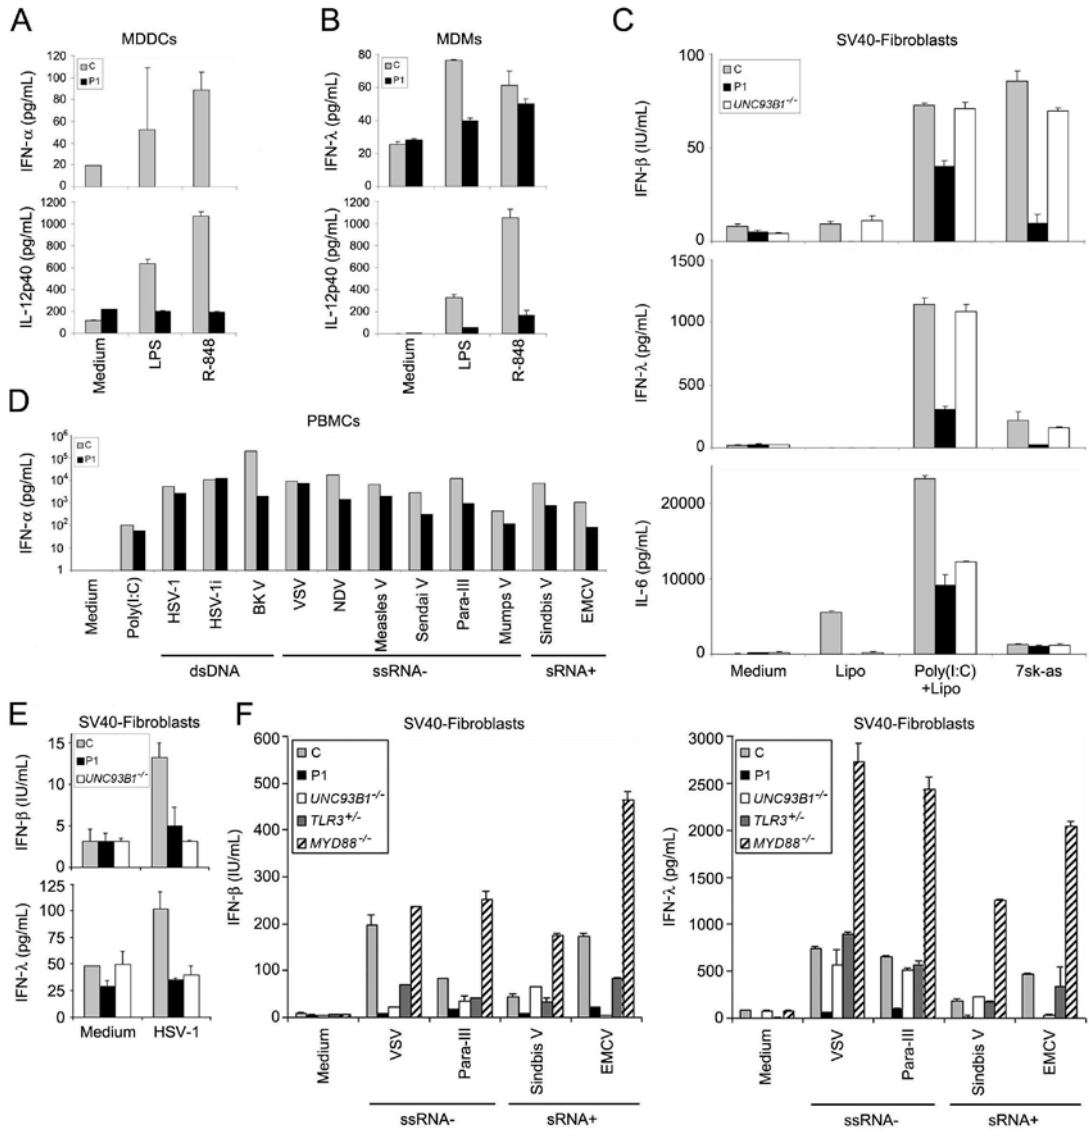 A
MDDCs
C
P1
IFN-α (pg/mL)
120
100
80
60
40
20
0
IL-12p40 (pg/mL)
1200
1000
800
600
400
200
0
Medium
LPS
R-848
B
MDMs
C
P1
IFN-λ (pg/mL)
80
60
40
20
0
IL-12p40 (pg/mL)
1200
1000
800
600
400
200
0
Medium
LPS
R-848
C
SV40-Fibroblasts
C
P1
UNC93B1-/-
IFN-β (IU/mL)
100
50
0
IFN-λ (pg/mL)
1500
1000
500
0
IL-6 (pg/mL)
20000
10000
0
Medium
Lipo
Poly(I:C)
+Lipo
7sk-as
D
PBMCs
C
P1
IFN-α (pg/mL)
10⁶
10⁵
10⁴
10³
10²
10
1
Medium
Poly(I:C)
HSV-1
HSV-1i
BK V
VSV
NDV
Measles V
Sendai V
Para-III
Mumps V
Sindbis V
EMCV
dsDNA
ssRNA-
sRNA+
E
SV40-Fibroblasts
C
P1
UNC93B1-/-
IFN-β (IU/mL)
15
10
5
0
IFN-λ (pg/mL)
125
100
75
50
25
0
Medium
HSV-1
F
SV40-Fibroblasts
C
P1
UNC93B1-/-
TLR3+/-
MYD88-/-
IFN-β (IU/mL)
600
500
400
300
200
100
0
Medium
VSV
Para-III
Sindbis V
EMCV
ssRNA-
sRNA+
SV40-Fibroblasts
C
P1
UNC93B1-/-
TLR3+/-
MYD88-/-
IFN-λ (pg/mL)
3000
2500
2000
1500
1000
500
0
Medium
VSV
Para-III
Sindbis V
EMCV
ssRNA-
sRNA+